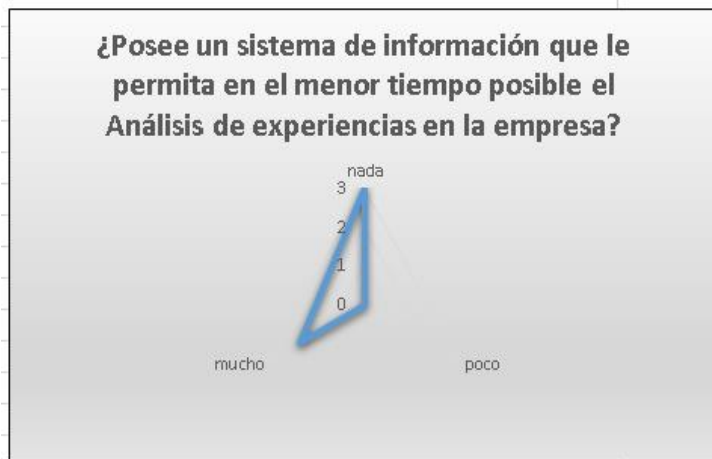 ¿Posee un sistema de información que le
permita en el menor tiempo posible el
Análisis de experiencias en la empresa?
nada
3
2
1
0
mucho
poco